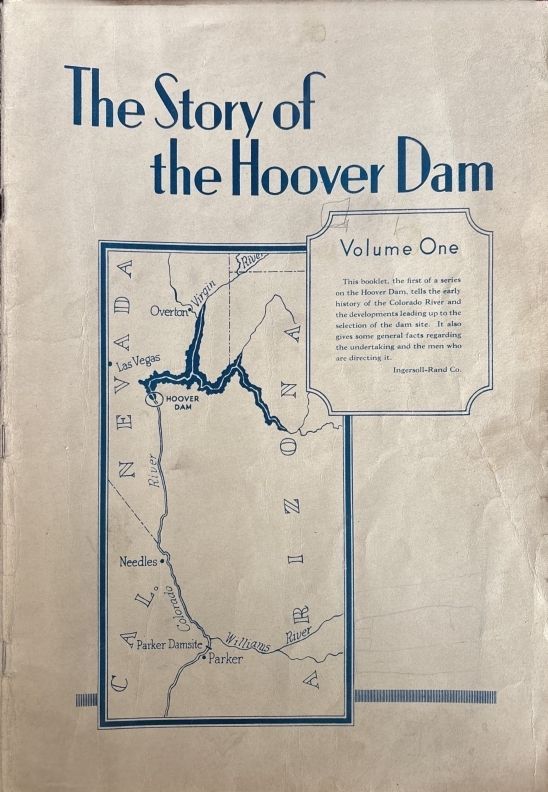 The Story of
the Hoover Dam
Volume One
This booklet, the first of a series
on the Hoover Dam, tells the early
history of the Colorado River and
the developments leading up to the
selection of the dam site. It also
gives some general facts regarding
the undertaking and the men who
are directing it.
Ingersoll-Rand Co.
River
Virgin
Overton
NEVADA
Las Vegas
HOOVER
DAM
ARIZONA
River
Needles
Colorado
CAL.
Parker Damsite
Williams River
Parker